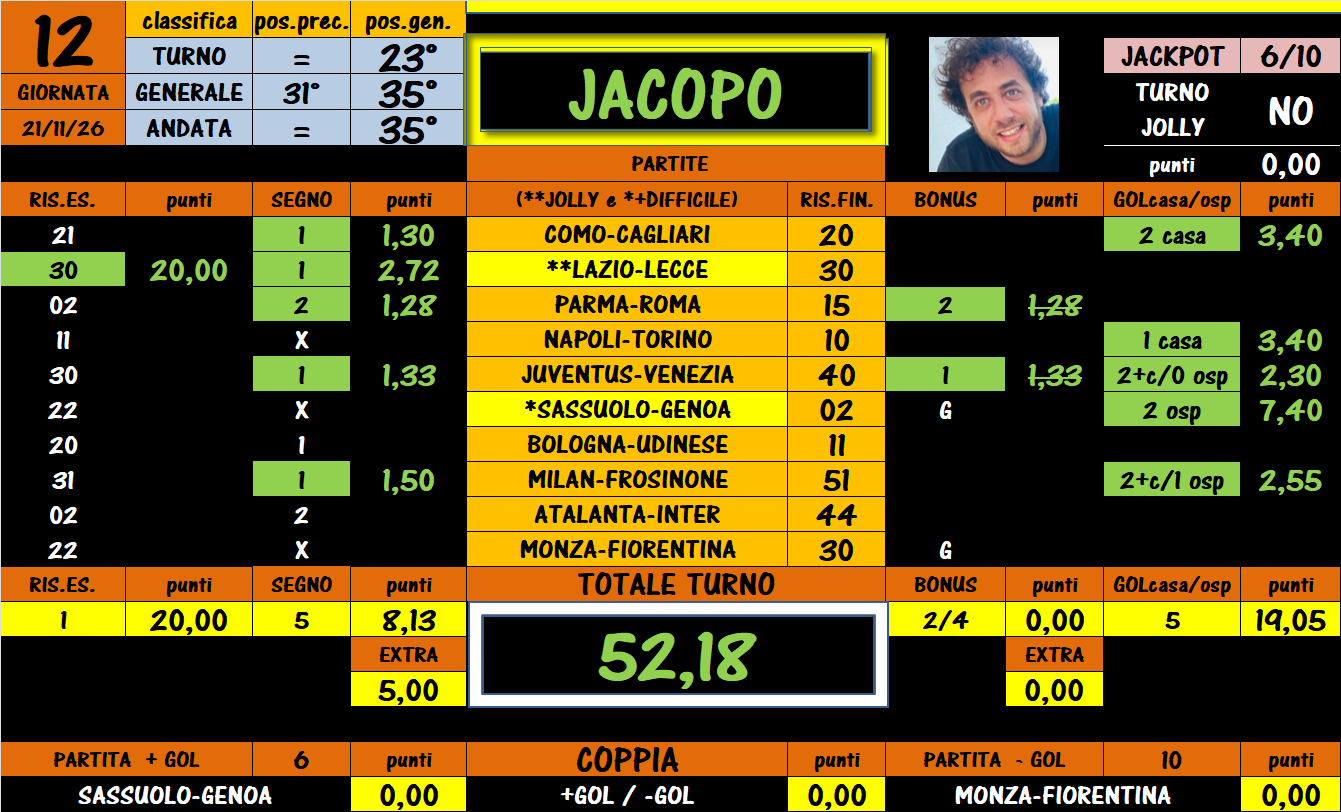 12 classifica pos.prec. pos.gen.
TURNO = 23°
JACOPO
JACKPOT 6/10
GIORNATA GENERALE 31° 35°
TURNO JOLLY NO
21/11/26 ANDATA = 35°
PARTITE punti 0,00
RIS.ES. punti SEGNO punti (**JOLLY e *+DIFFICILE) RIS.FIN. BONUS punti GOLcasa/osp punti
21 1 1,30 COMO-CAGLIARI 20 2 casa 3,40
30 20,00 1 2,72 **LAZIO-LECCE 30
02 2 1,28 PARMA-ROMA 15 2 1,28
11 X NAPOLI-TORINO 10 1 casa 3,40
30 1 1,33 JUVENTUS-VENEZIA 40 1 1,33 2+c/0 osp 2,30
22 X *SASSUOLO-GENOA 02 G 2 osp 7,40
20 1 BOLOGNA-UDINESE 11
31 1 1,50 MILAN-FROSINONE 51 2+c/1 osp 2,55
02 2 ATALANTA-INTER 44
22 X MONZA-FIORENTINA 30 G
RIS.ES. punti SEGNO punti TOTALE TURNO BONUS punti GOLcasa/osp punti
1 20,00 5 8,13 52,18 2/4 0,00 5 19,05
EXTRA EXTRA
5,00 0,00
PARTITA + GOL 6 punti COPPIA punti PARTITA - GOL 10 punti
SASSUOLO-GENOA 0,00 +GOL / -GOL 0,00 MONZA-FIORENTINA 0,00